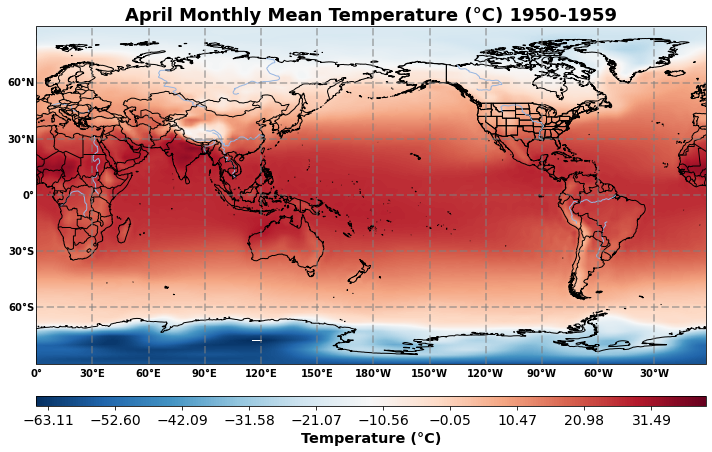 April Monthly Mean Temperature (°C) 1950-1959
60°N
30°N
0°
30°S
60°S
0° 30°E 60°E 90°E 120°E 150°E 180°W 150°W 120°W 90°W 60°W 30°W
−63.11 −52.60 −42.09 −31.58 −21.07 −10.56 −0.05 10.47 20.98 31.49
Temperature (°C)